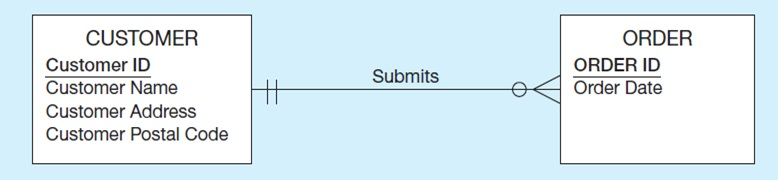 CUSTOMER
Customer ID
Customer Name
Customer Address
Customer Postal Code
Submits
ORDER
ORDER ID
Order Date